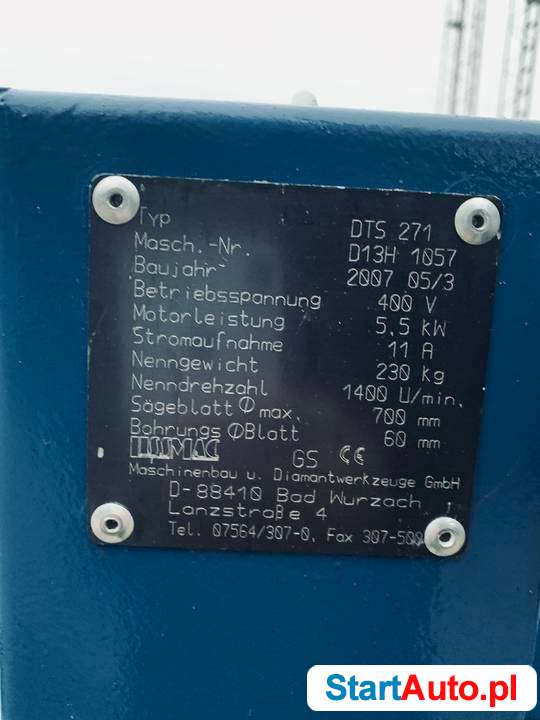 Typ DTS 271
Masch.-Nr. D13H 1057
Baujahr 2007 05/3
Betriebsspannung 400 V
Motorleistung 5,5 kW
Stromaufnahme 11 A
Nenngewicht 230 Kg
Nenndrehzahl 1400 U/min.
Sägeblatt Φ max. 700 mm
Bohrungs Φ Blatt 60 mm
GS CE
Maschinenbau u. Diamantwerkzeuge GmbH
D-88410 Bad Wurzach
Lanzstraße 4
Tel. 07564/307-0, Fax 307-500
StartAuto.pl